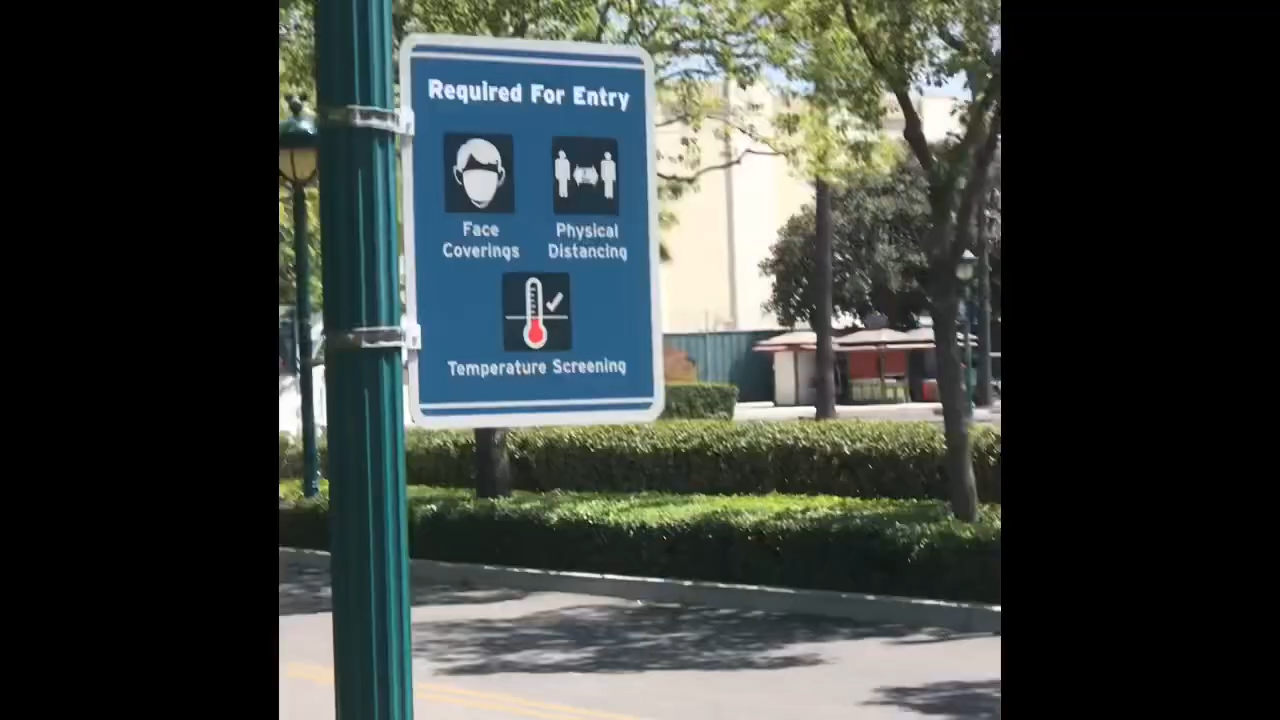 Required For Entry
Face
Coverings
Physical
Distancing
Temperature Screening